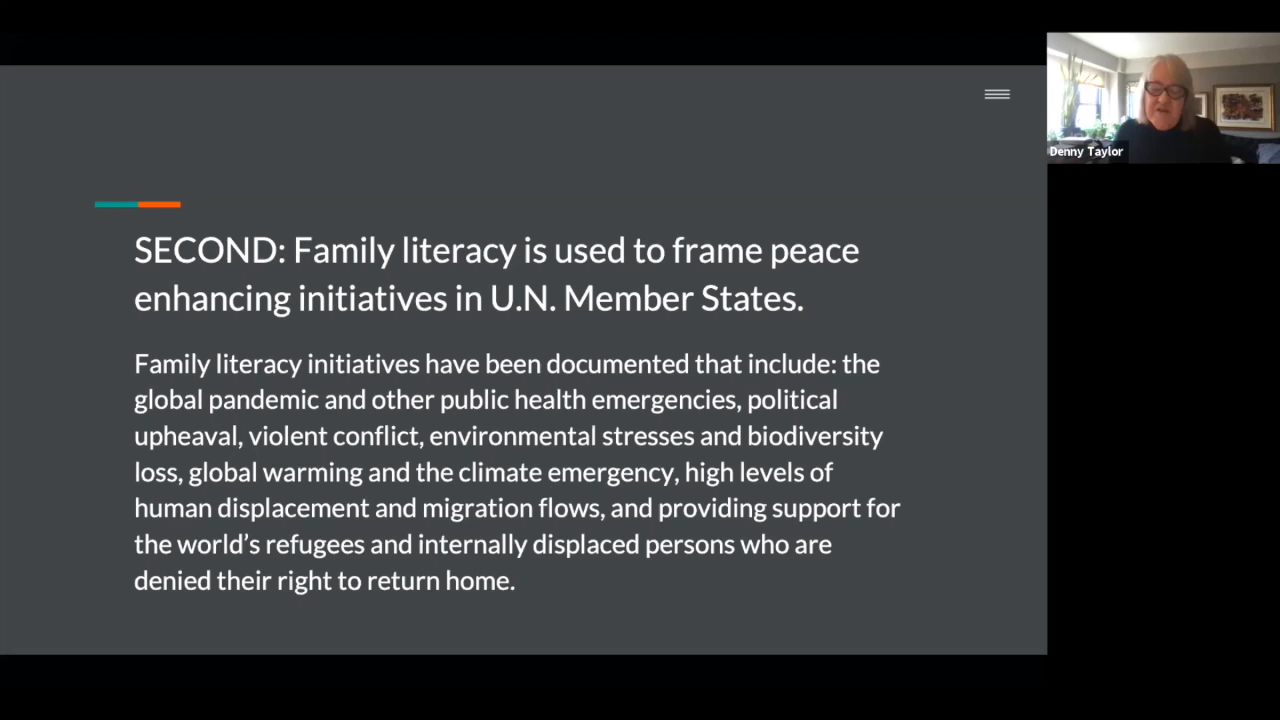 SECOND: Family literacy is used to frame peace
enhancing initiatives in U.N. Member States.
Family literacy initiatives have been documented that include: the
global pandemic and other public health emergencies, political
upheaval, violent conflict, environmental stresses and biodiversity
loss, global warming and the climate emergency, high levels of
human displacement and migration flows, and providing support for
the world’s refugees and internally displaced persons who are
denied their right to return home.
Denny Taylor